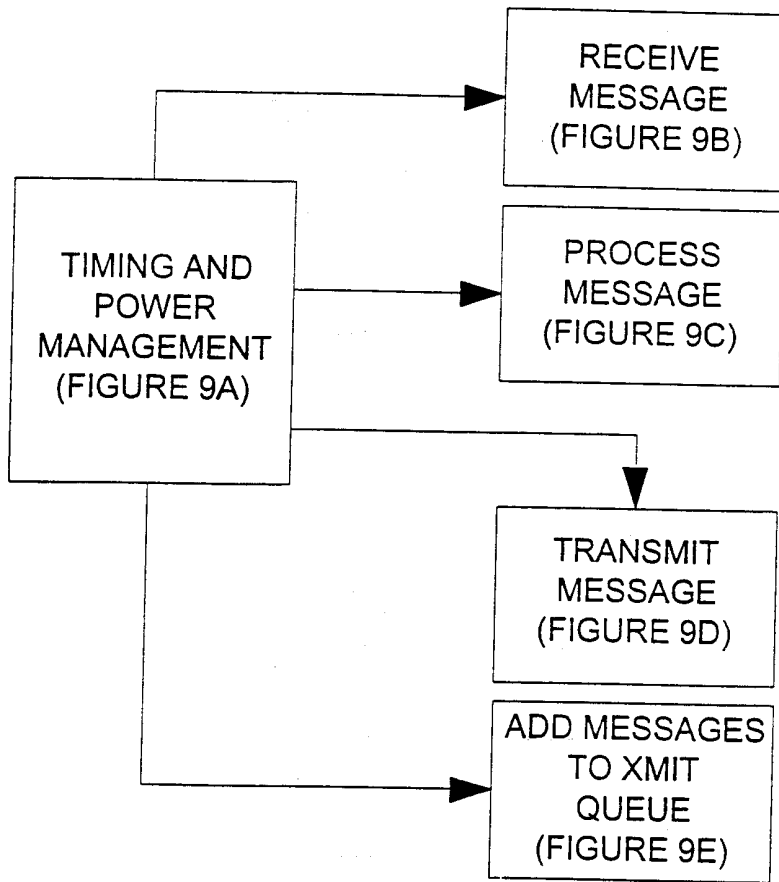 RECEIVE
MESSAGE
(FIGURE 9B)
TIMING AND
POWER
MANAGEMENT
(FIGURE 9A)
PROCESS
MESSAGE
(FIGURE 9C)
TRANSMIT
MESSAGE
(FIGURE 9D)
ADD MESSAGES
TO XMIT
QUEUE
(FIGURE 9E)